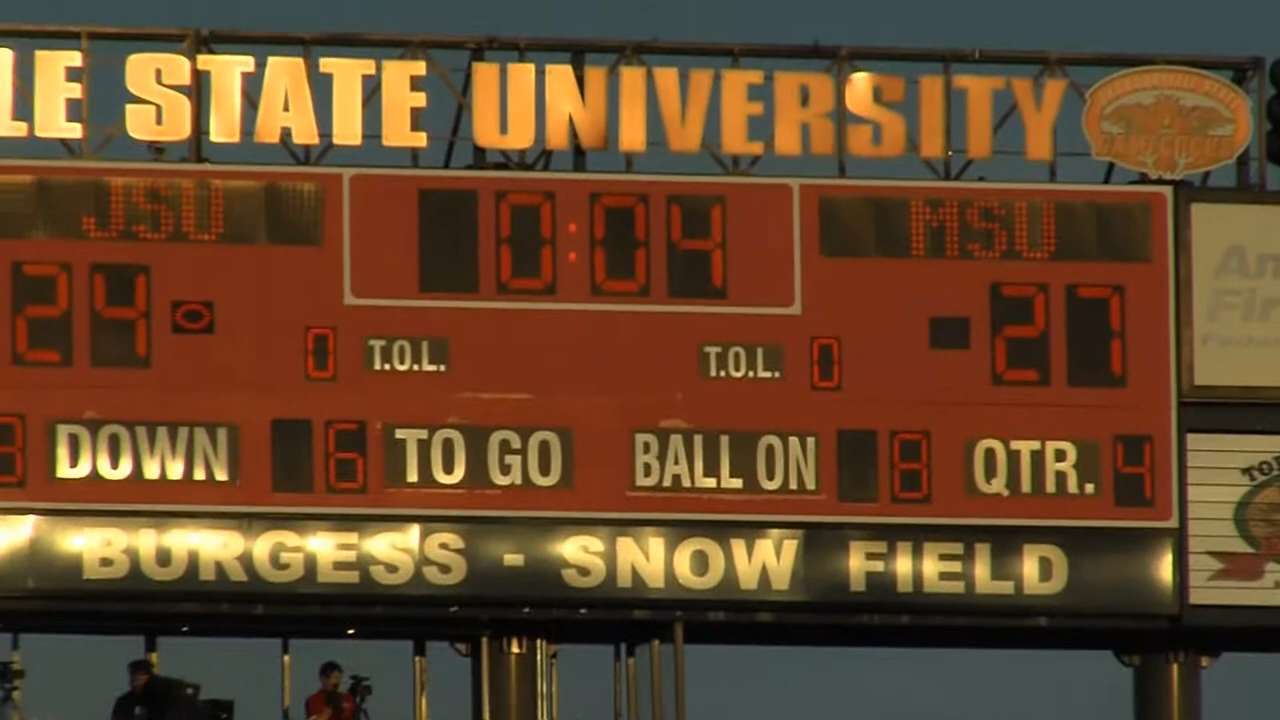 LE STATE UNIVERSITY
JSU 0:04 MSU
24 27
0 T.O.L. T.O.L. 0
3 DOWN 6 TO GO BALL ON 8 QTR. 4
BURGESS - SNOW FIELD